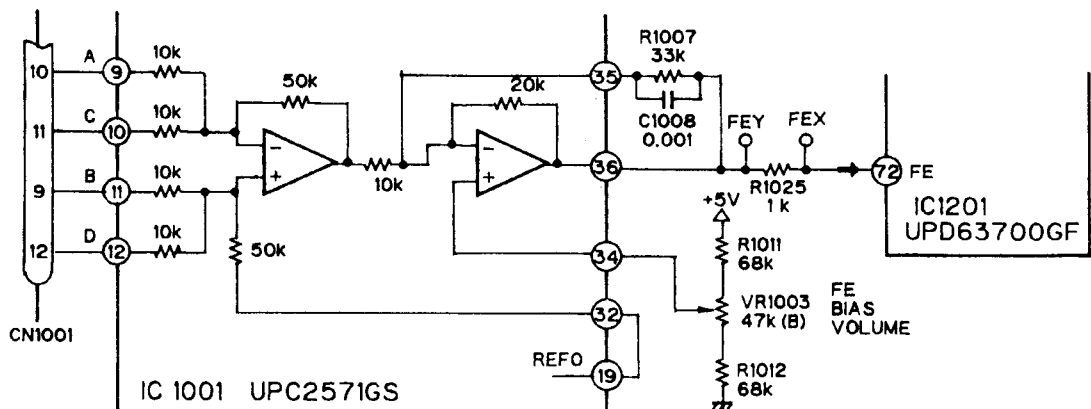 A
10k
10
9
C
10k
11
10
B
10k
9
11
D
10k
12
12
CN1001
50k
50k
10k
20k
IC 1001 UPC2571GS
35
36
34
32
REFO
19
R1007
33k
C1008
0.001
FEY
FEX
R1025
1k
72
FE
IC1201
UPD63700GF
+5V
R1011
68k
VR1003
47k (B)
FE
BIAS
VOLUME
R1012
68k